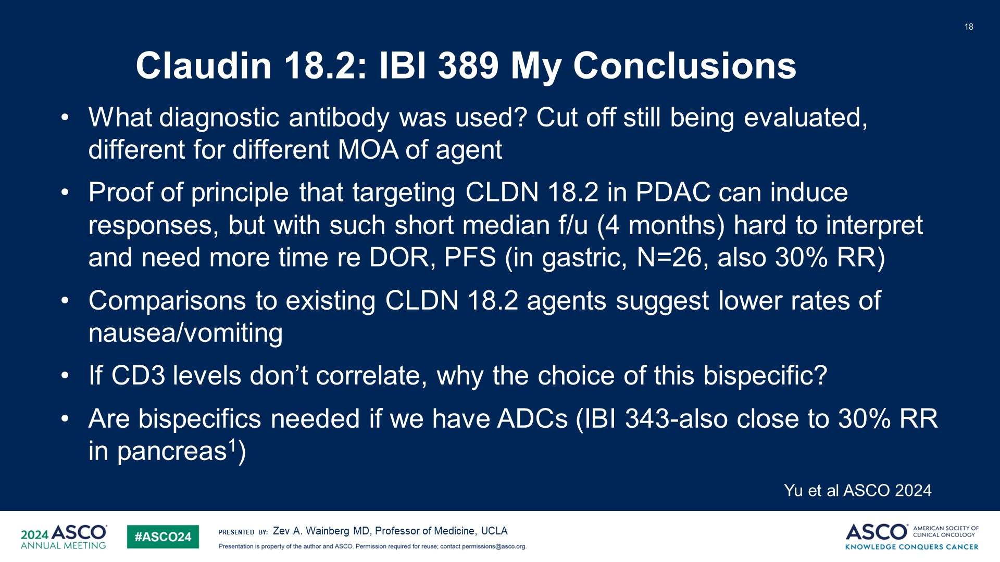 18
Claudin 18.2: IBI 389 My Conclusions
• What diagnostic antibody was used? Cut off still being evaluated,
different for different MOA of agent
• Proof of principle that targeting CLDN 18.2 in PDAC can induce
responses, but with such short median f/u (4 months) hard to interpret
and need more time re DOR, PFS (in gastric, N=26, also 30% RR)
• Comparisons to existing CLDN 18.2 agents suggest lower rates of
nausea/vomiting
• If CD3 levels don’t correlate, why the choice of this bispecific?
• Are bispecifics needed if we have ADCs (IBI 343-also close to 30% RR
in pancreas¹)
Yu et al ASCO 2024
2024 ASCO®
ANNUAL MEETING
#ASCO24
PRESENTED BY: Zev A. Wainberg MD, Professor of Medicine, UCLA
Presentation is property of the author and ASCO. Permission required for reuse; contact permissions@asco.org.
ASCO® AMERICAN SOCIETY OF
CLINICAL ONCOLOGY
KNOWLEDGE CONQUERS CANCER